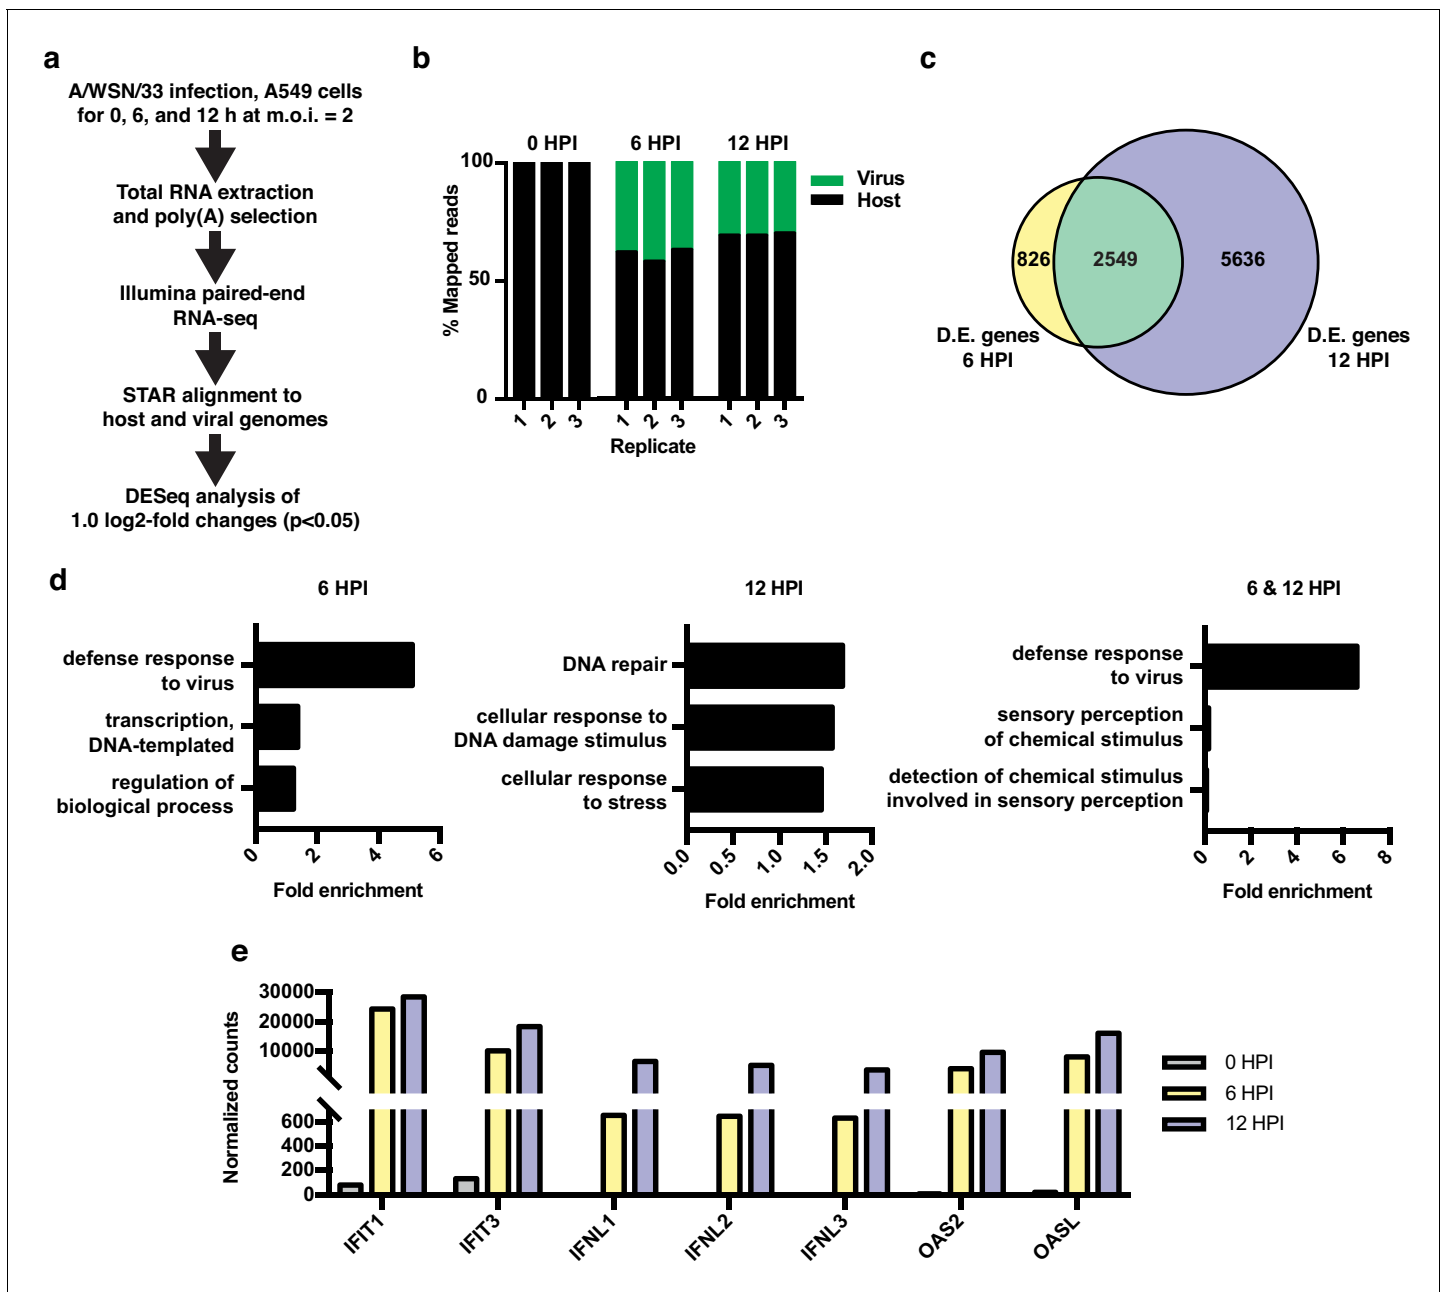 a
A/WSN/33 infection, A549 cells
for 0, 6, and 12 h at m.o.i. = 2
Total RNA extraction
and poly(A) selection
Illumina paired-end
RNA-seq
STAR alignment to
host and viral genomes
DESeq analysis of
1.0 log2-fold changes (p<0.05)
b
0 HPI
6 HPI
12 HPI
% Mapped reads
100
50
0
1
2
3
1
2
3
1
2
3
Replicate
Virus
Host
c
826
2549
5636
D.E. genes
6 HPI
D.E. genes
12 HPI
d
6 HPI
defense response
to virus
transcription,
DNA-templated
regulation of
biological process
0
2
4
6
Fold enrichment
12 HPI
DNA repair
cellular response to
DNA damage stimulus
cellular response
to stress
0.0
0.5
1.0
1.5
2.0
Fold enrichment
6 & 12 HPI
defense response
to virus
sensory perception
of chemical stimulus
detection of chemical stimulus
involved in sensory perception
0
2
4
6
8
Fold enrichment
e
Normalized counts
30000
20000
10000
600
400
200
0
IFIT1
IFIT3
IFNL1
IFNL2
IFNL3
OAS2
OASL
0 HPI
6 HPI
12 HPI